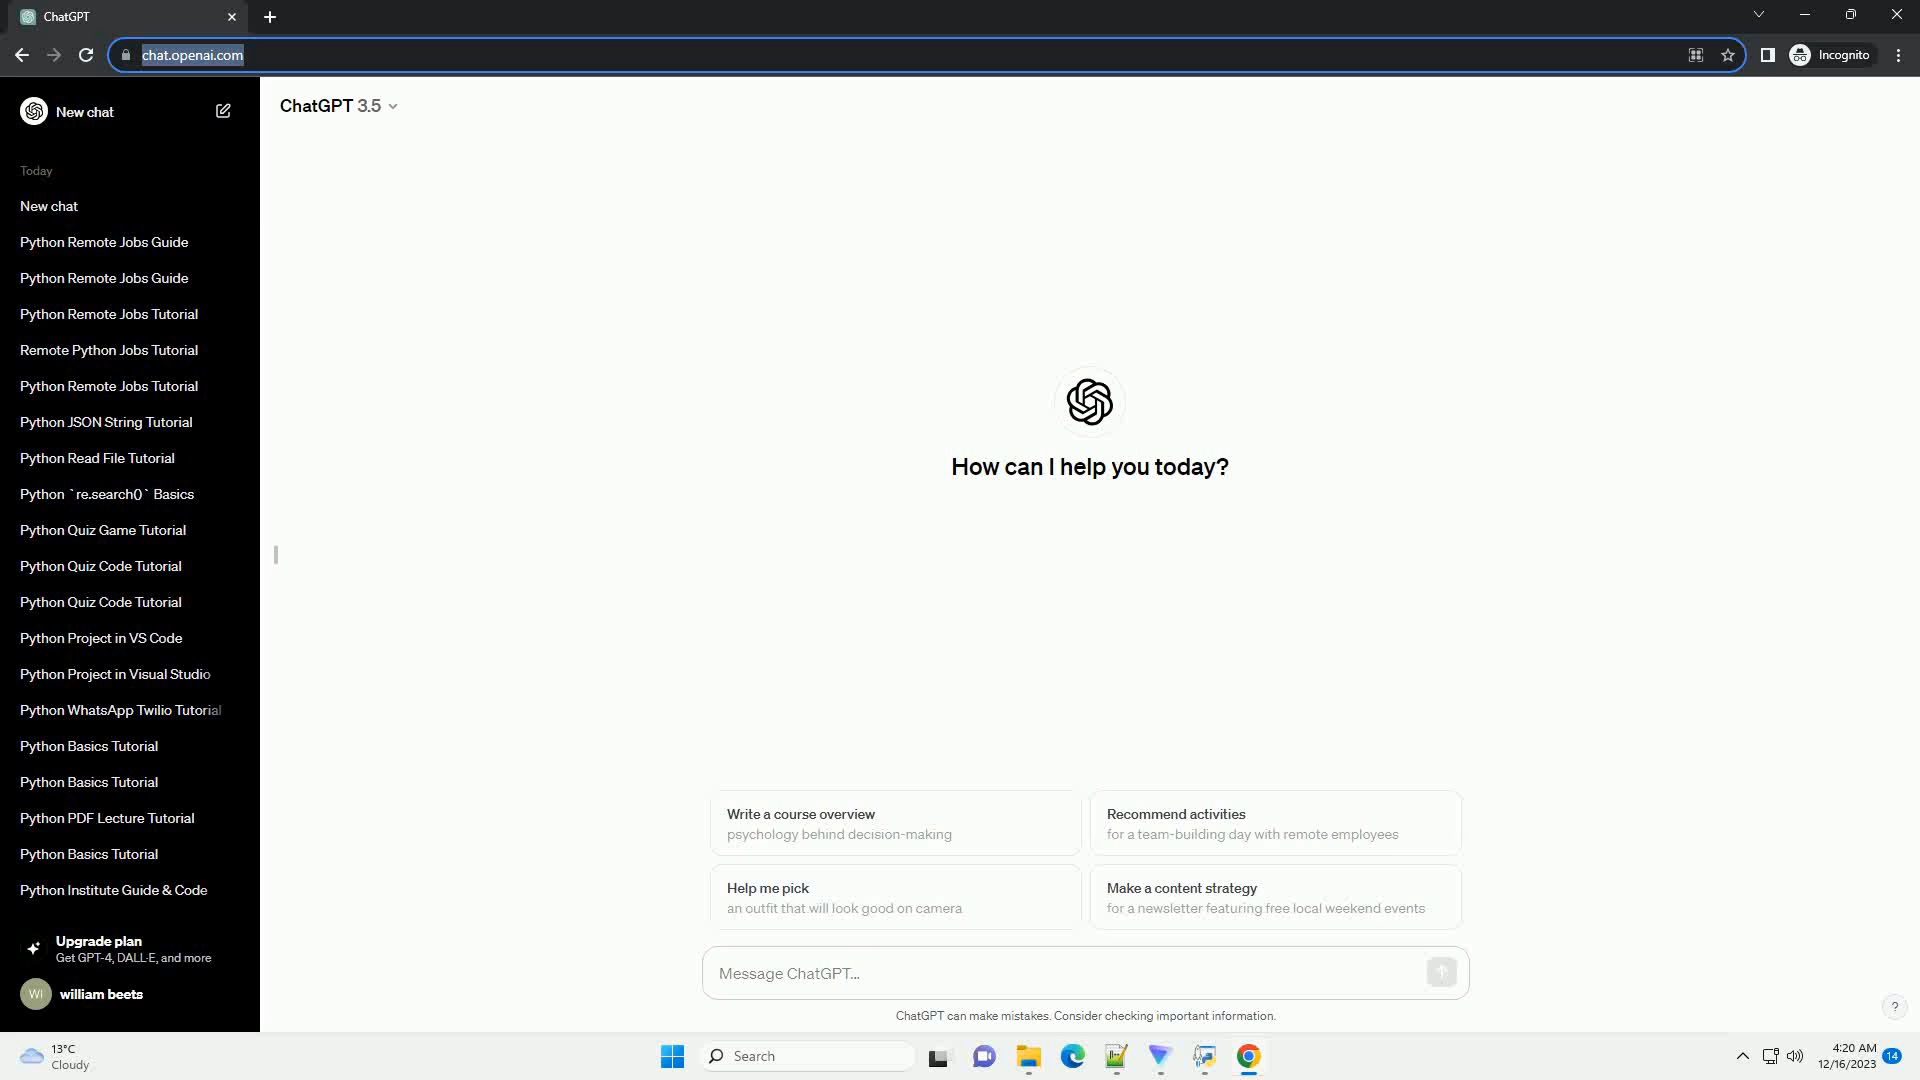 ChatGPT
chat.openai.com
Incognito
New chat
Today
New chat
Python Remote Jobs Guide
Python Remote Jobs Guide
Python Remote Jobs Tutorial
Remote Python Jobs Tutorial
Python Remote Jobs Tutorial
Python JSON String Tutorial
Python Read File Tutorial
Python `re.search()` Basics
Python Quiz Game Tutorial
Python Quiz Code Tutorial
Python Quiz Code Tutorial
Python Project in VS Code
Python Project in Visual Studio
Python WhatsApp Twilio Tutorial
Python Basics Tutorial
Python Basics Tutorial
Python PDF Lecture Tutorial
Python Basics Tutorial
Python Institute Guide & Code
Upgrade plan
Get GPT-4, DALL·E, and more
WI
william beets
ChatGPT 3.5
How can I help you today?
Write a course overview
psychology behind decision-making
Recommend activities
for a team-building day with remote employees
Help me pick
an outfit that will look good on camera
Make a content strategy
for a newsletter featuring free local weekend events
Message ChatGPT...
ChatGPT can make mistakes. Consider checking important information.
?
13°C
Cloudy
Search
4:20 AM
12/16/2023
14